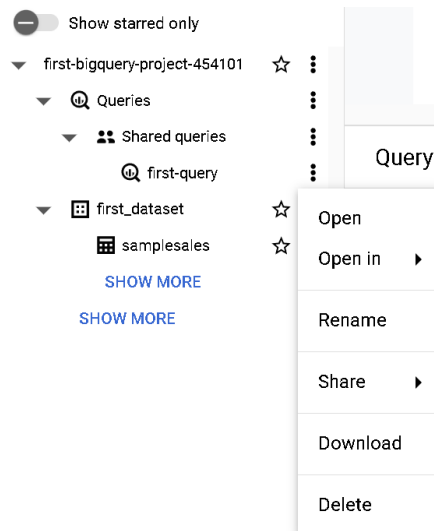 Show starred only
first-bigquery-project-454101
Queries
Shared queries
first-query
first_dataset
samplesales
SHOW MORE
SHOW MORE
Query
Open
Open in
Rename
Share
Download
Delete